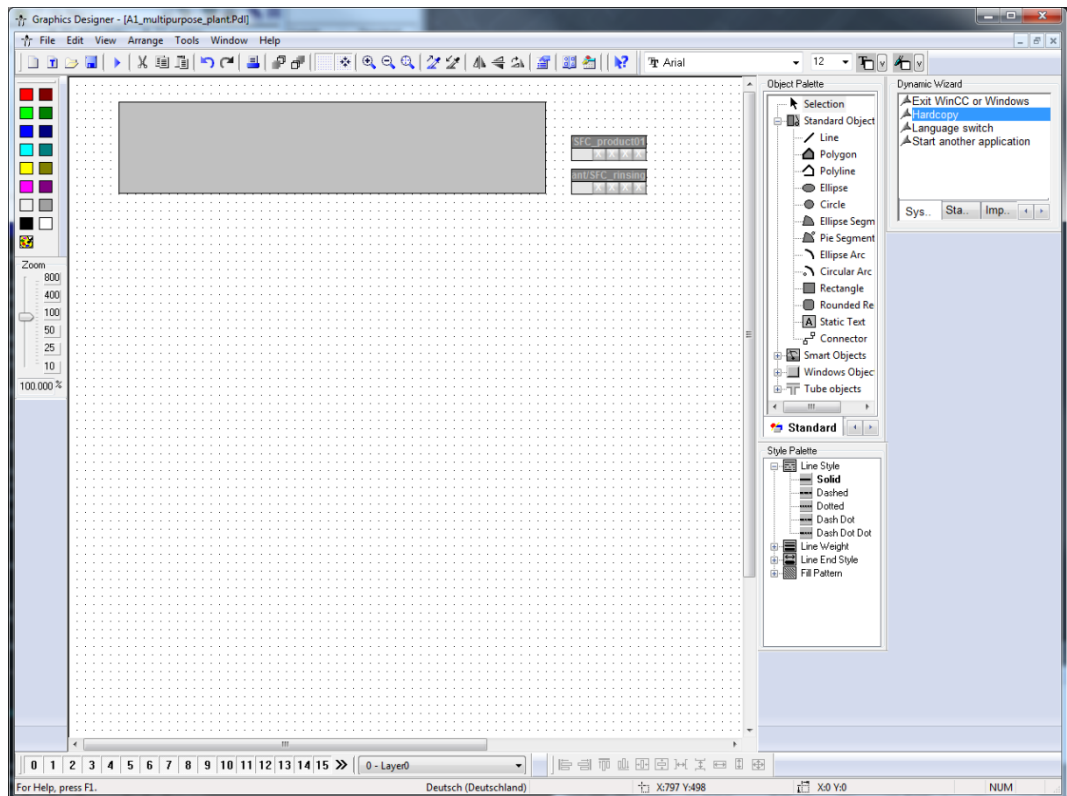 Graphics Designer - [A1_multipurpose_plant.Pdl]
File Edit View Arrange Tools Window Help
Arial 12
Object Palette
Selection
Standard Object
Line
Polygon
Polyline
Ellipse
Circle
Ellipse Segm
Pie Segment
Ellipse Arc
Circular Arc
Rectangle
Rounded Re
A Static Text
Connector
Smart Objects
Windows Objec
Tube objects
Standard
Dynamic Wizard
Exit WinCC or Windows
Hardcopy
Language switch
Start another application
Sys.. Sta... Imp...
SFC_product01
ant/SFC_rinsing
Zoom
800
400
100
50
25
10
100.000 %
Style Palette
Line Style
Solid
Dashed
Dotted
Dash Dot
Dash Dot Dot
Line Weight
Line End Style
Fill Pattern
0 1 2 3 4 5 6 7 8 9 10 11 12 13 14 15 0 - Layer0
For Help, press F1. Deutsch (Deutschland) X:797 Y:498 X:0 Y:0 NUM